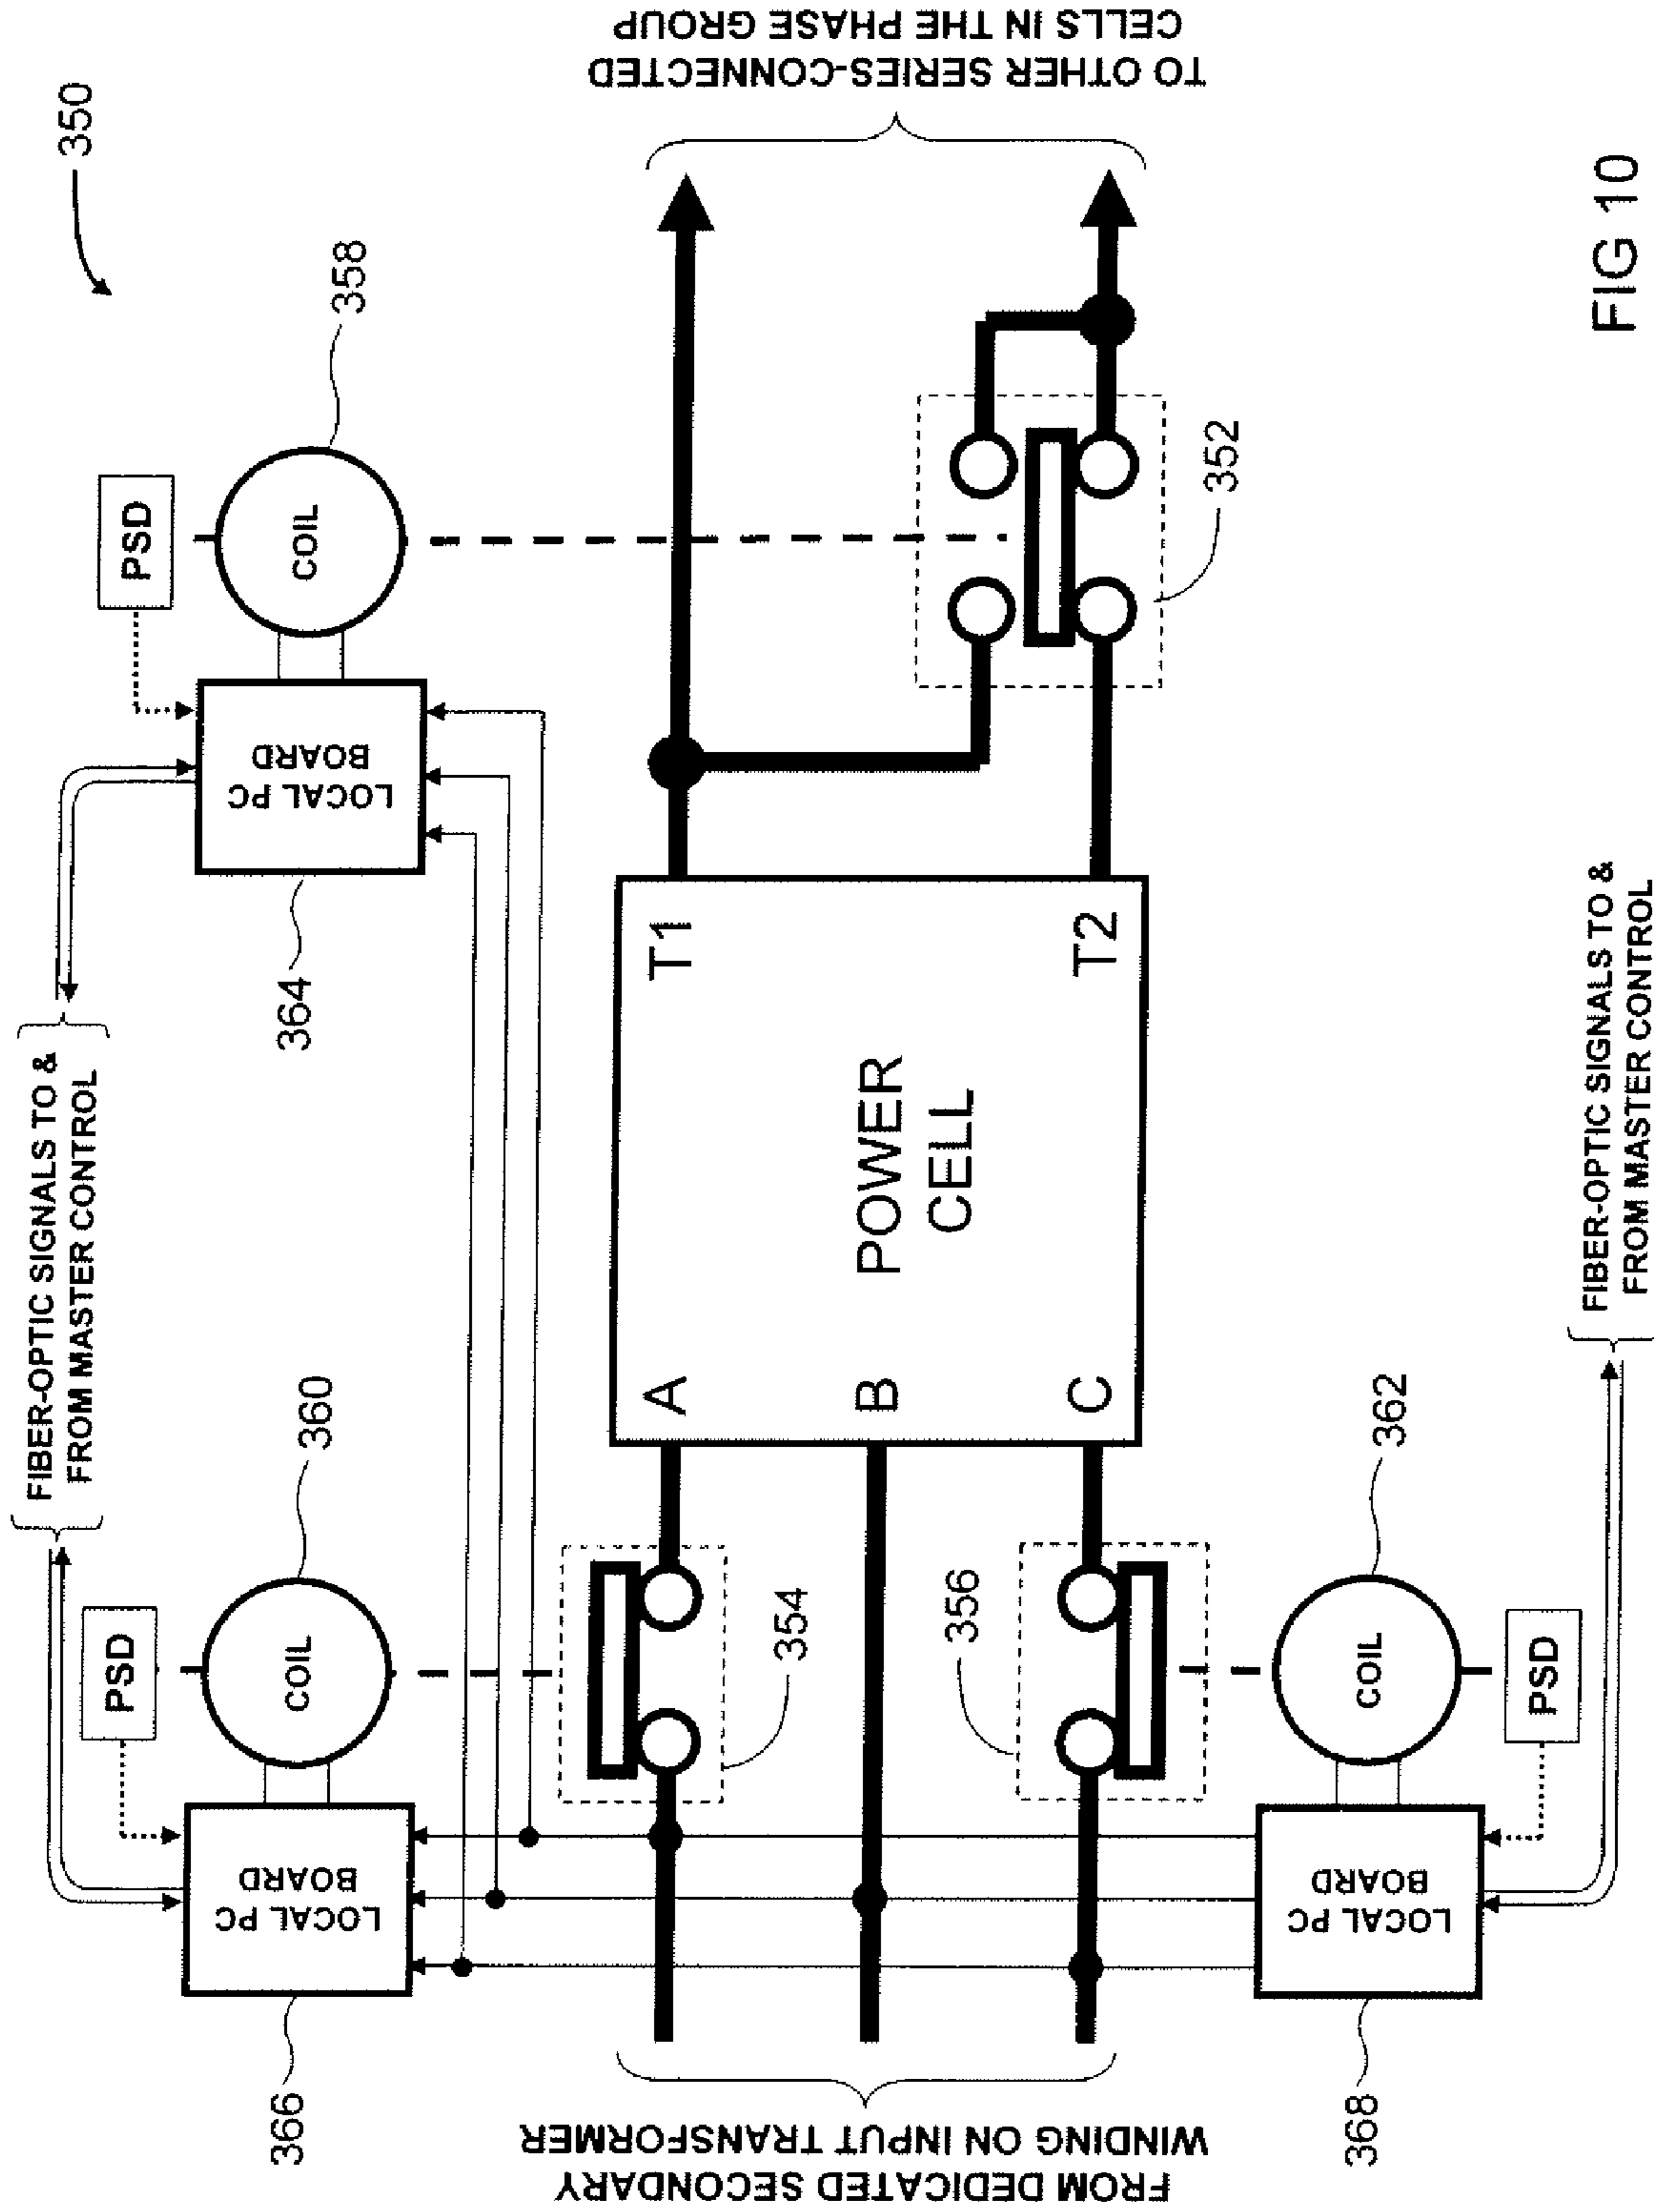 350
FIBER-OPTIC SIGNALS TO &
FROM MASTER CONTROL
PSD
PSD
360
COIL
358
COIL
366
LOCAL PC
BOARD
364
LOCAL PC
BOARD
FROM DEDICATED SECONDARY
WINDING ON INPUT TRANSFORMER
354
A
T1
TO OTHER SERIES-CONNECTED
CELLS IN THE PHASE GROUP
B
POWER
CELL
356
C
T2
352
368
LOCAL PC
BOARD
COIL
362
PSD
FIBER-OPTIC SIGNALS TO &
FROM MASTER CONTROL
FIG 10